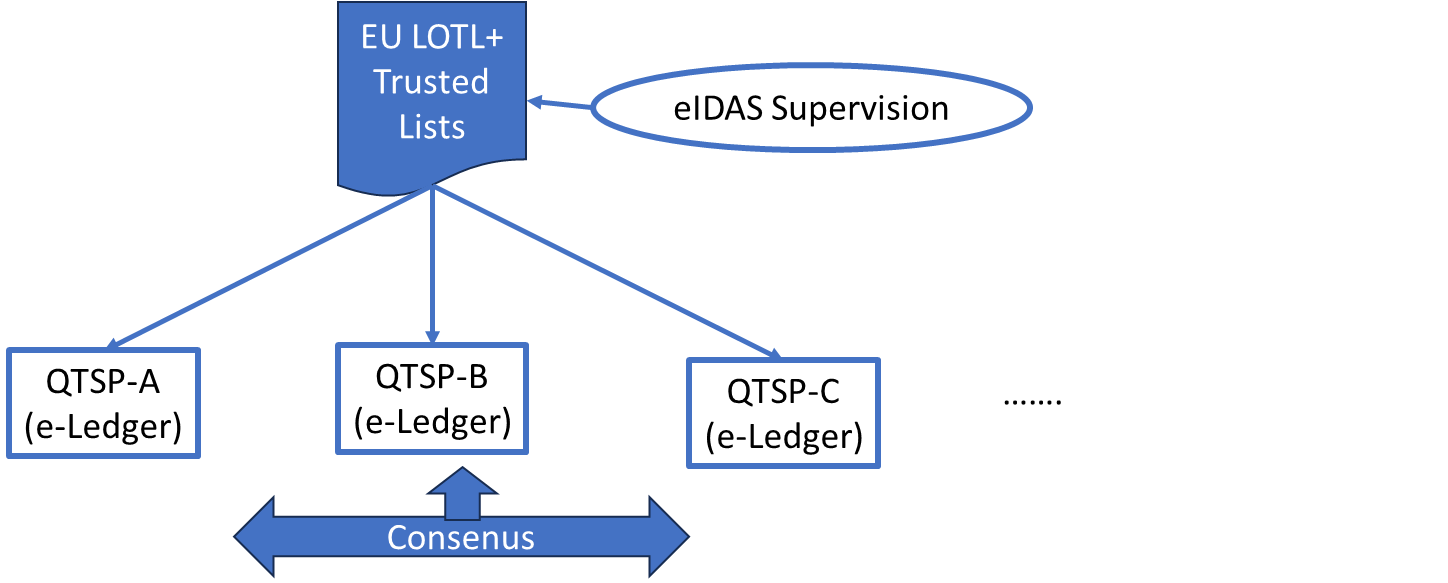 EU LOTL+
Trusted
Lists
eIDAS Supervision
QTSP-A
(e-Ledger)
QTSP-B
(e-Ledger)
QTSP-C
(e-Ledger)
…….
Consenus